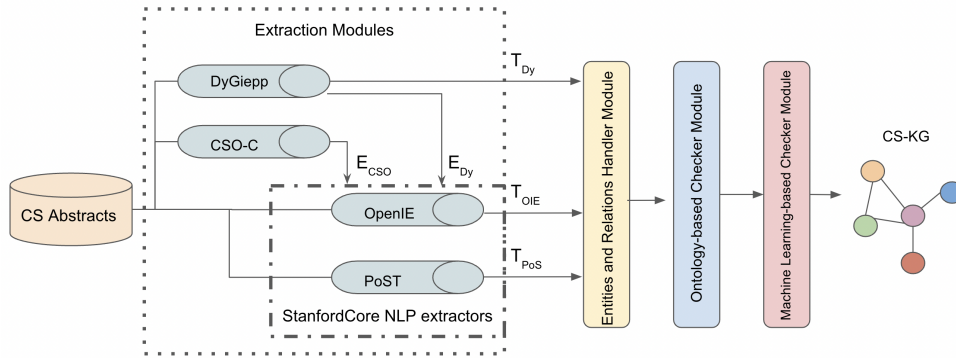 Extraction Modules
DyGiepp
CSO-C
T_Dy
E_CSO
E_Dy
CS Abstracts
OpenIE
T_OIE
PoST
T_PoS
StanfordCore NLP extractors
Entities and Relations Handler Module
Ontology-based Checker Module
Machine Learning-based Checker Module
CS-KG